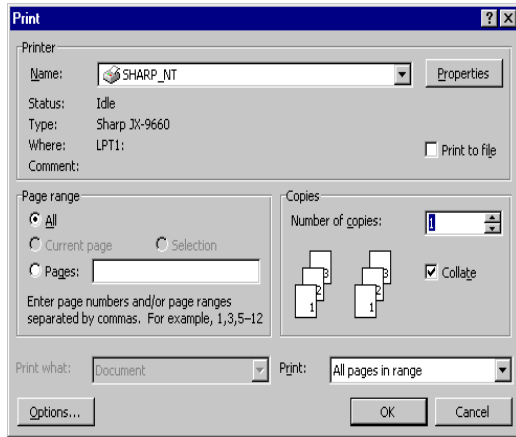 Print
Printer
Name: SHARP_NT Properties
Status: Idle
Type: Sharp JX-9660
Where: LPT1: Print to file
Comment:
Page range
All
Current page Selection
Pages:
Enter page numbers and/or page ranges
separated by commas. For example, 1,3,5–12
Copies
Number of copies: 1
3 3
2 2
1 1
Collate
Print what: Document Print: All pages in range
Options... OK Cancel